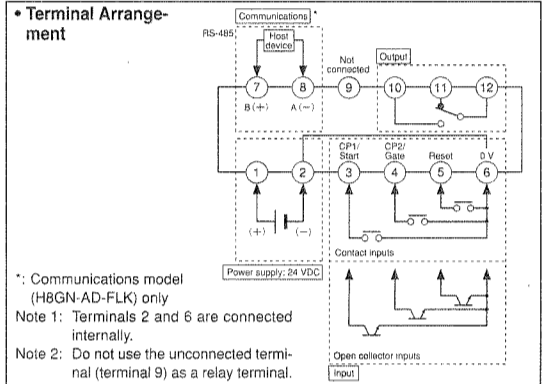 • Terminal Arrange-
ment
Communications *
RS-485
Host
device
Not
connected
Output
7
8
9
10
11
12
B (+)
A (−)
CP1/
Start
CP2/
Gate
Reset
0 V
1
2
3
4
5
6
(+)
(−)
Contact inputs
Power supply: 24 VDC
*: Communications model
(H8GN-AD-FLK) only
Note 1: Terminals 2 and 6 are connected
internally.
Note 2: Do not use the unconnected termi-
nal (terminal 9) as a relay terminal.
Open collector inputs
Input